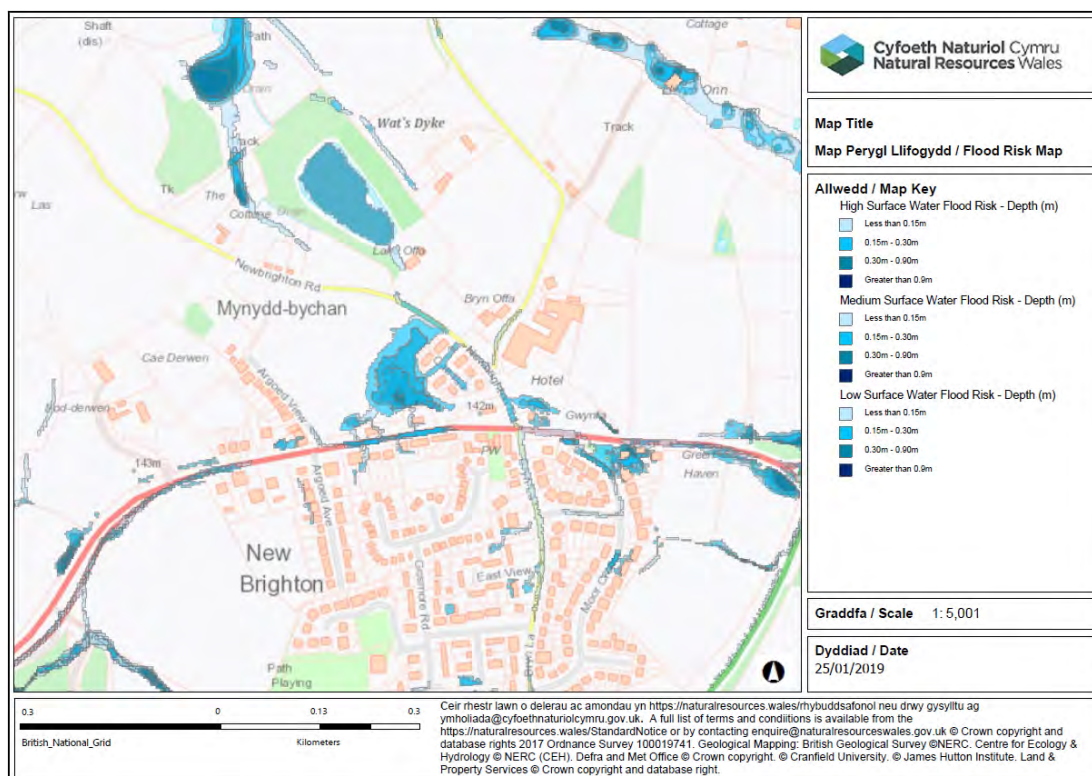 Shaft
(dis)
Path
Drain
Cottage
Wat's Dyke
Track
Tk
The
Cottage
Las
Lake Offa
Newbrighton Rd
Bryn Offa
Mynydd-bychan
Cae Derwen
Argoed View
Hotel
142m
Gwynfa
143m
PW
Haven
Argoed Ave
New
Brighton
East View
Bryn La
Path
Playing
Cyfoeth Naturiol Cymru
Natural Resources Wales
Map Title
Map Perygl Llifogydd / Flood Risk Map
Allwedd / Map Key
High Surface Water Flood Risk - Depth (m)
Less than 0.15m
0.15m - 0.30m
0.30m - 0.90m
Greater than 0.9m
Medium Surface Water Flood Risk - Depth (m)
Less than 0.15m
0.15m - 0.30m
0.30m - 0.90m
Greater than 0.9m
Low Surface Water Flood Risk - Depth (m)
Less than 0.15m
0.15m - 0.30m
0.30m - 0.90m
Greater than 0.9m
Graddfa / Scale 1: 5,001
Dyddiad / Date
25/01/2019
0.3 0 0.13 0.3
British_National_Grid Kilometers
Ceir rhestr lawn o delerau ac amondau yn https://naturalresources.wales/rhybuddsafonol neu drwy gysylltu ag
ymholiada@cyfoethnaturiolcymru.gov.uk. A full list of terms and condiitions is available from the
https://naturalresources.wales/StandardNotice or by contacting enquire@naturalresourceswales.gov.uk © Crown copyright and
database rights 2017 Ordnance Survey 100019741. Geological Mapping: British Geological Survey ©NERC. Centre for Ecology &
Hydrology © NERC (CEH). Defra and Met Office © Crown copyright. © Cranfield University. © James Hutton Institute. Land &
Property Services © Crown copyright and database right.